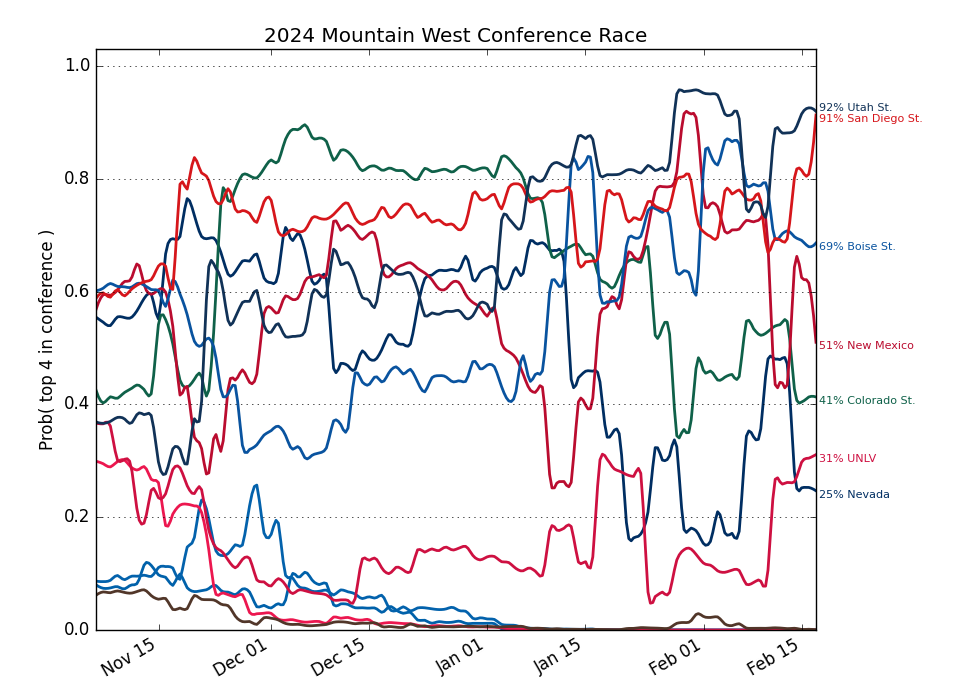 2024 Mountain West Conference Race
Prob( top 4 in conference )
1.0
0.8
0.6
0.4
0.2
0.0
Nov 15
Dec 01
Dec 15
Jan 01
Jan 15
Feb 01
Feb 15
92% Utah St.
91% San Diego St.
69% Boise St.
51% New Mexico
41% Colorado St.
31% UNLV
25% Nevada